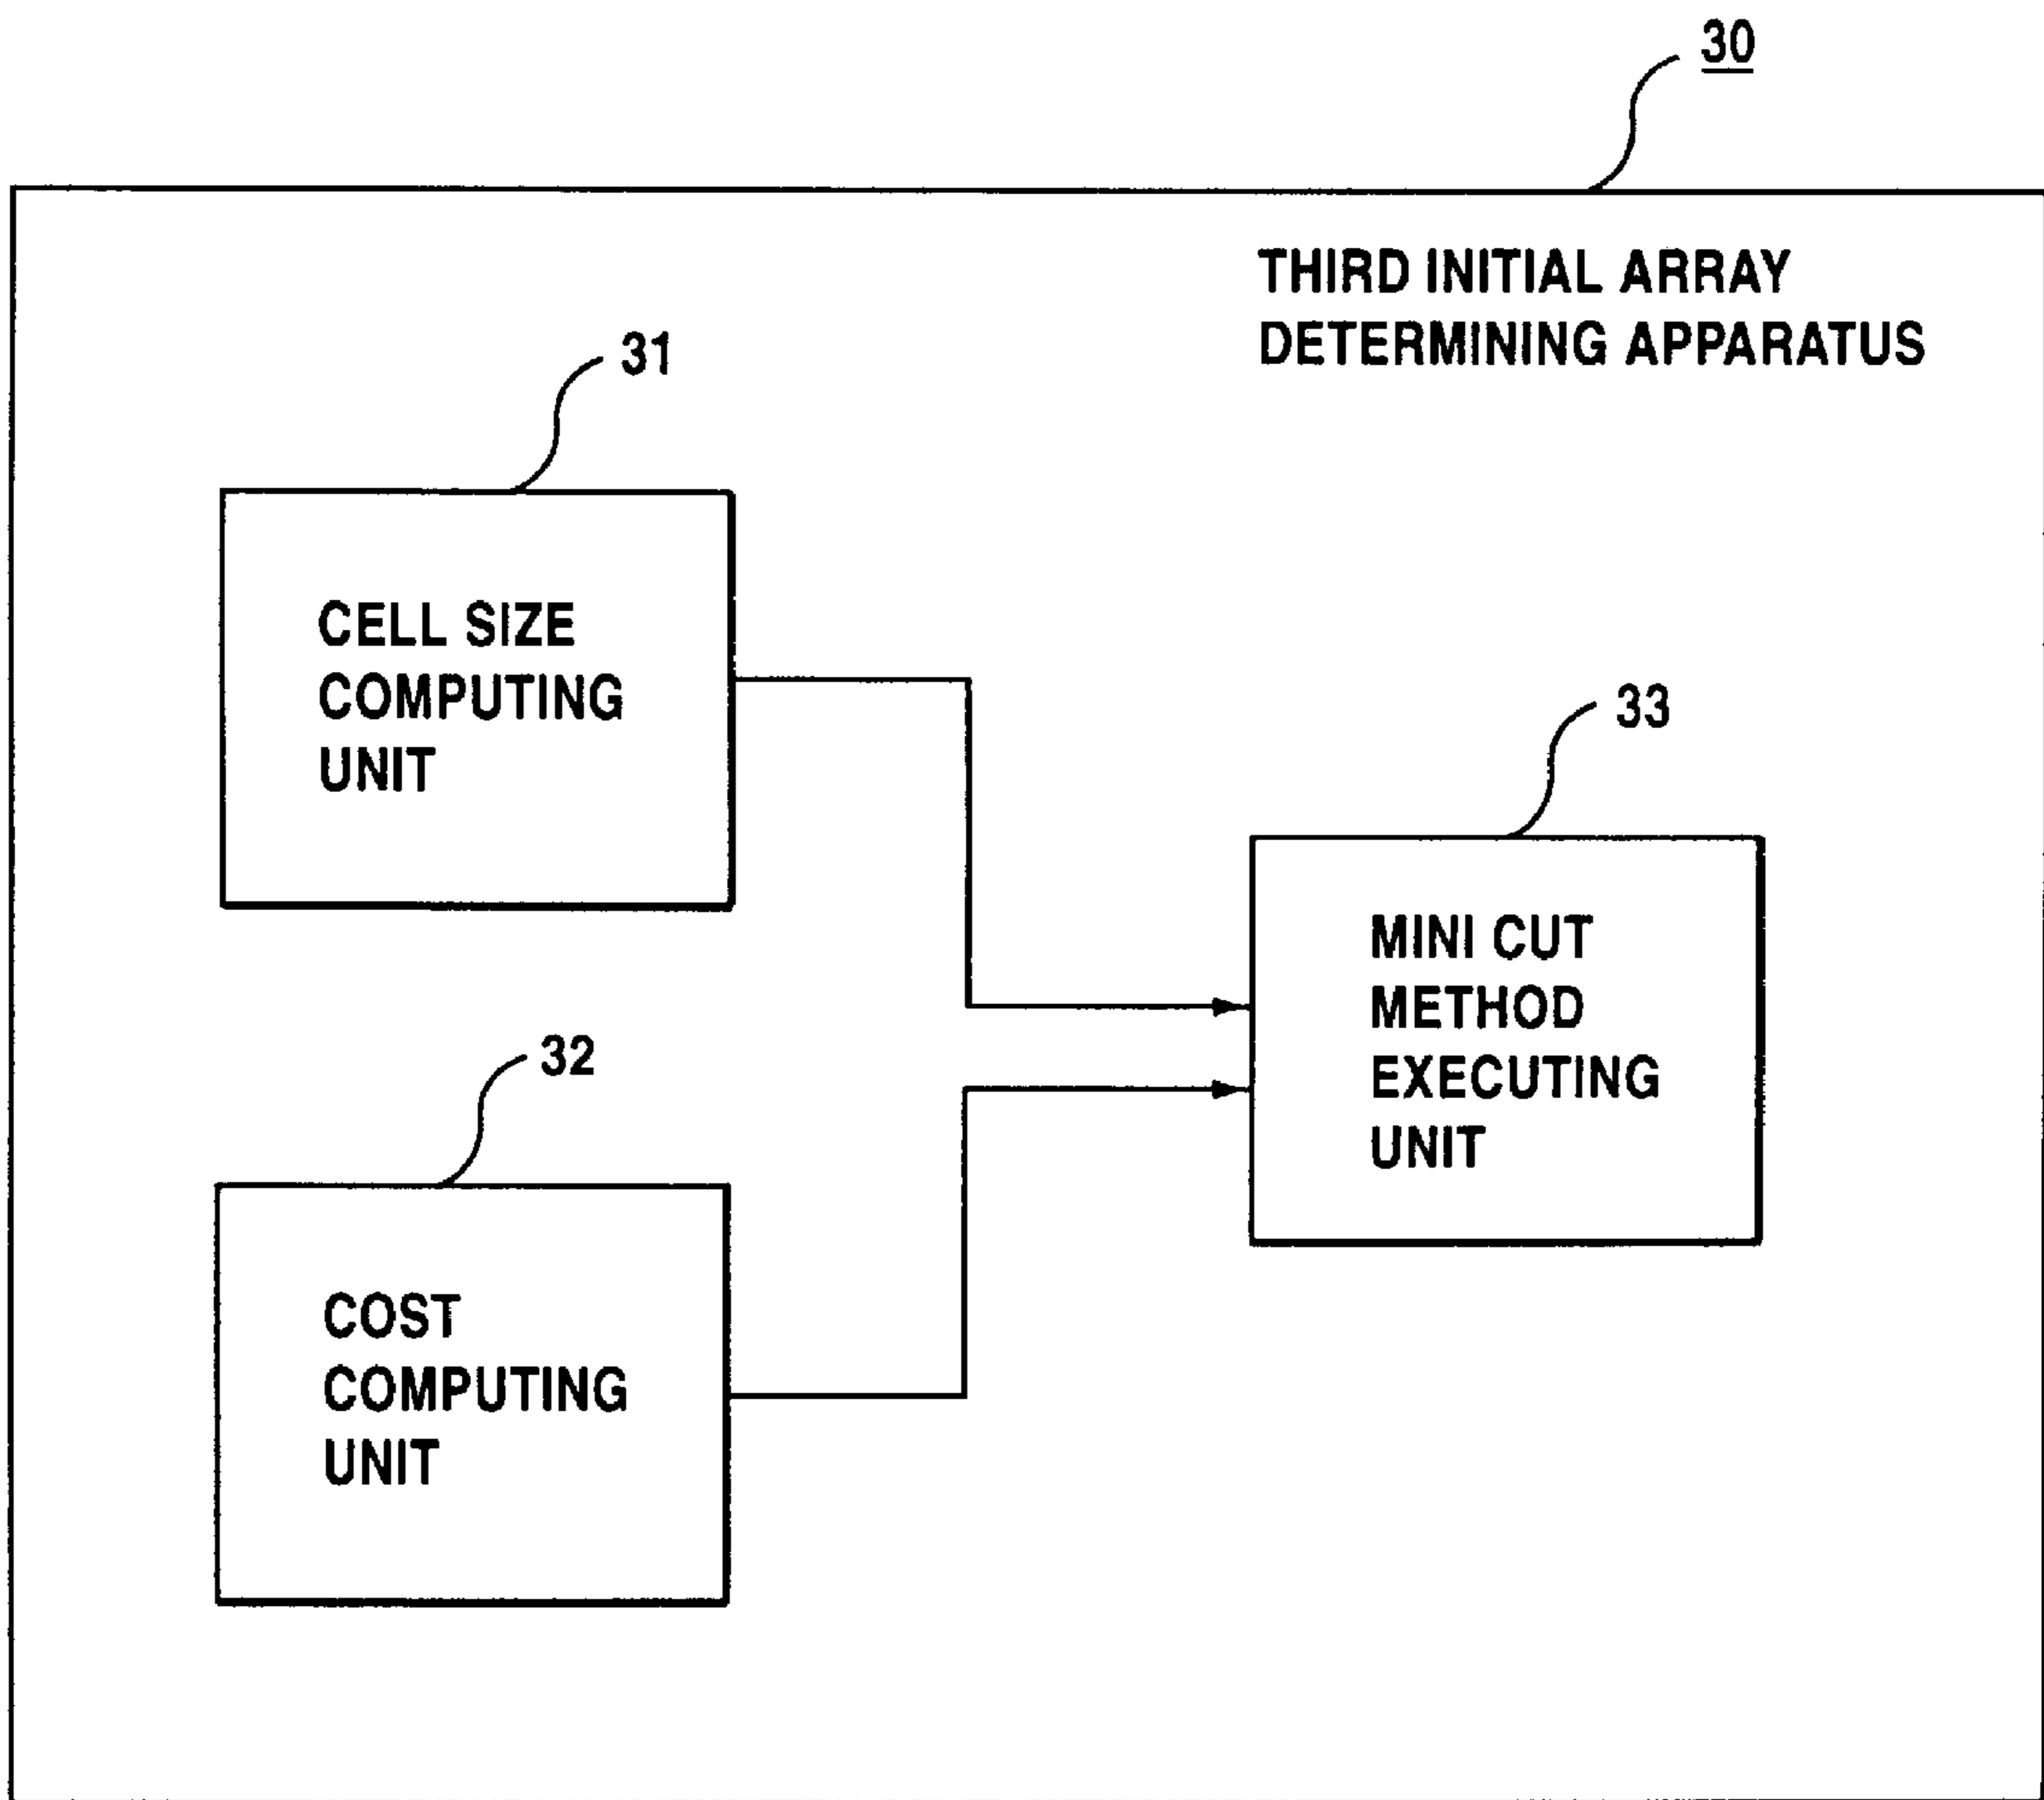 30
THIRD INITIAL ARRAY
DETERMINING APPARATUS
31
CELL SIZE
COMPUTING
UNIT
33
MINI CUT
METHOD
EXECUTING
UNIT
32
COST
COMPUTING
UNIT